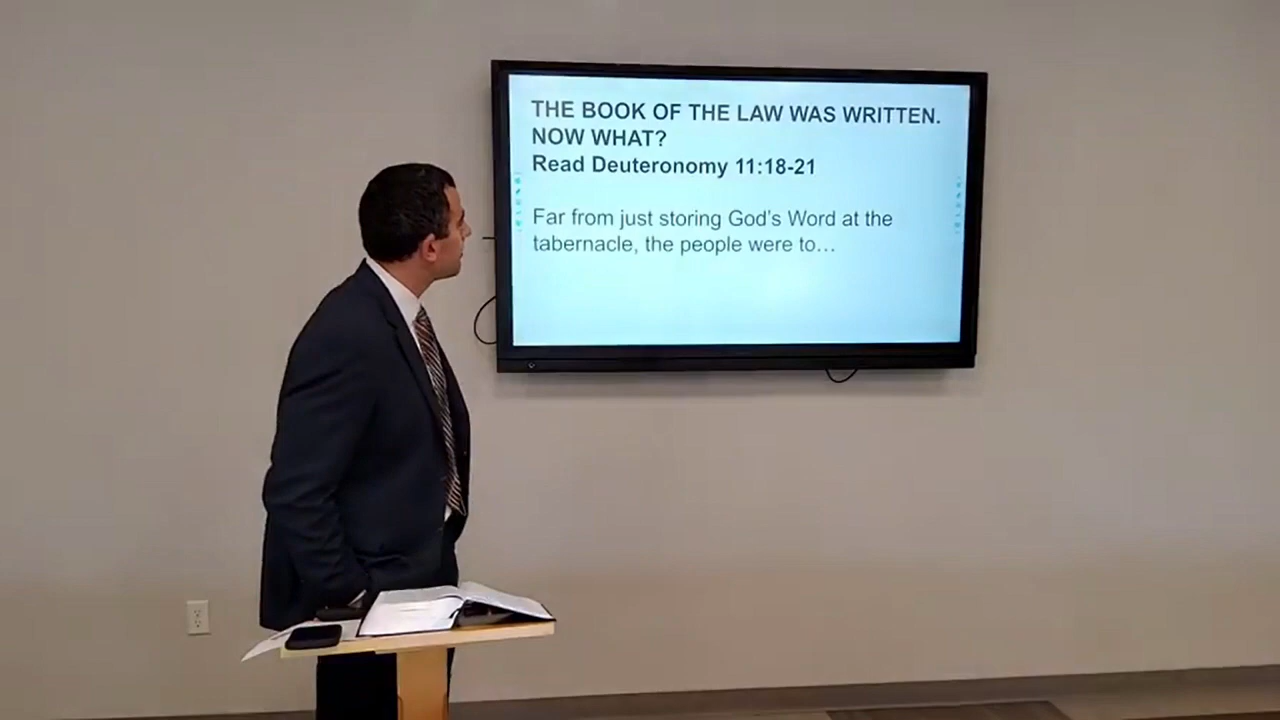 THE BOOK OF THE LAW WAS WRITTEN.
NOW WHAT?
Read Deuteronomy 11:18-21
Far from just storing God's Word at the
tabernacle, the people were to…